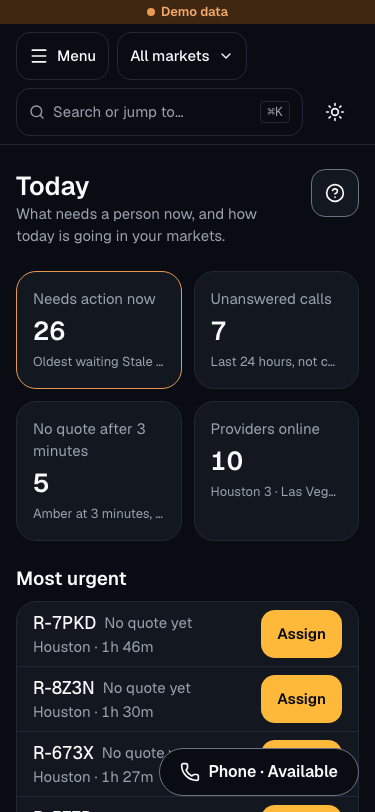 Demo data
Menu
All markets
Search or jump to...
⌘K
Today
What needs a person now, and how
today is going in your markets.
Needs action now
26
Oldest waiting Stale ...
Unanswered calls
7
Last 24 hours, not c...
No quote after 3
minutes
5
Amber at 3 minutes, ...
Providers online
10
Houston 3 · Las Veg...
Most urgent
R-7PKD No quote yet
Houston · 1h 46m
Assign
R-8Z3N No quote yet
Houston · 1h 30m
Assign
R-673X No quote
Houston · 1h 27m
Phone · Available